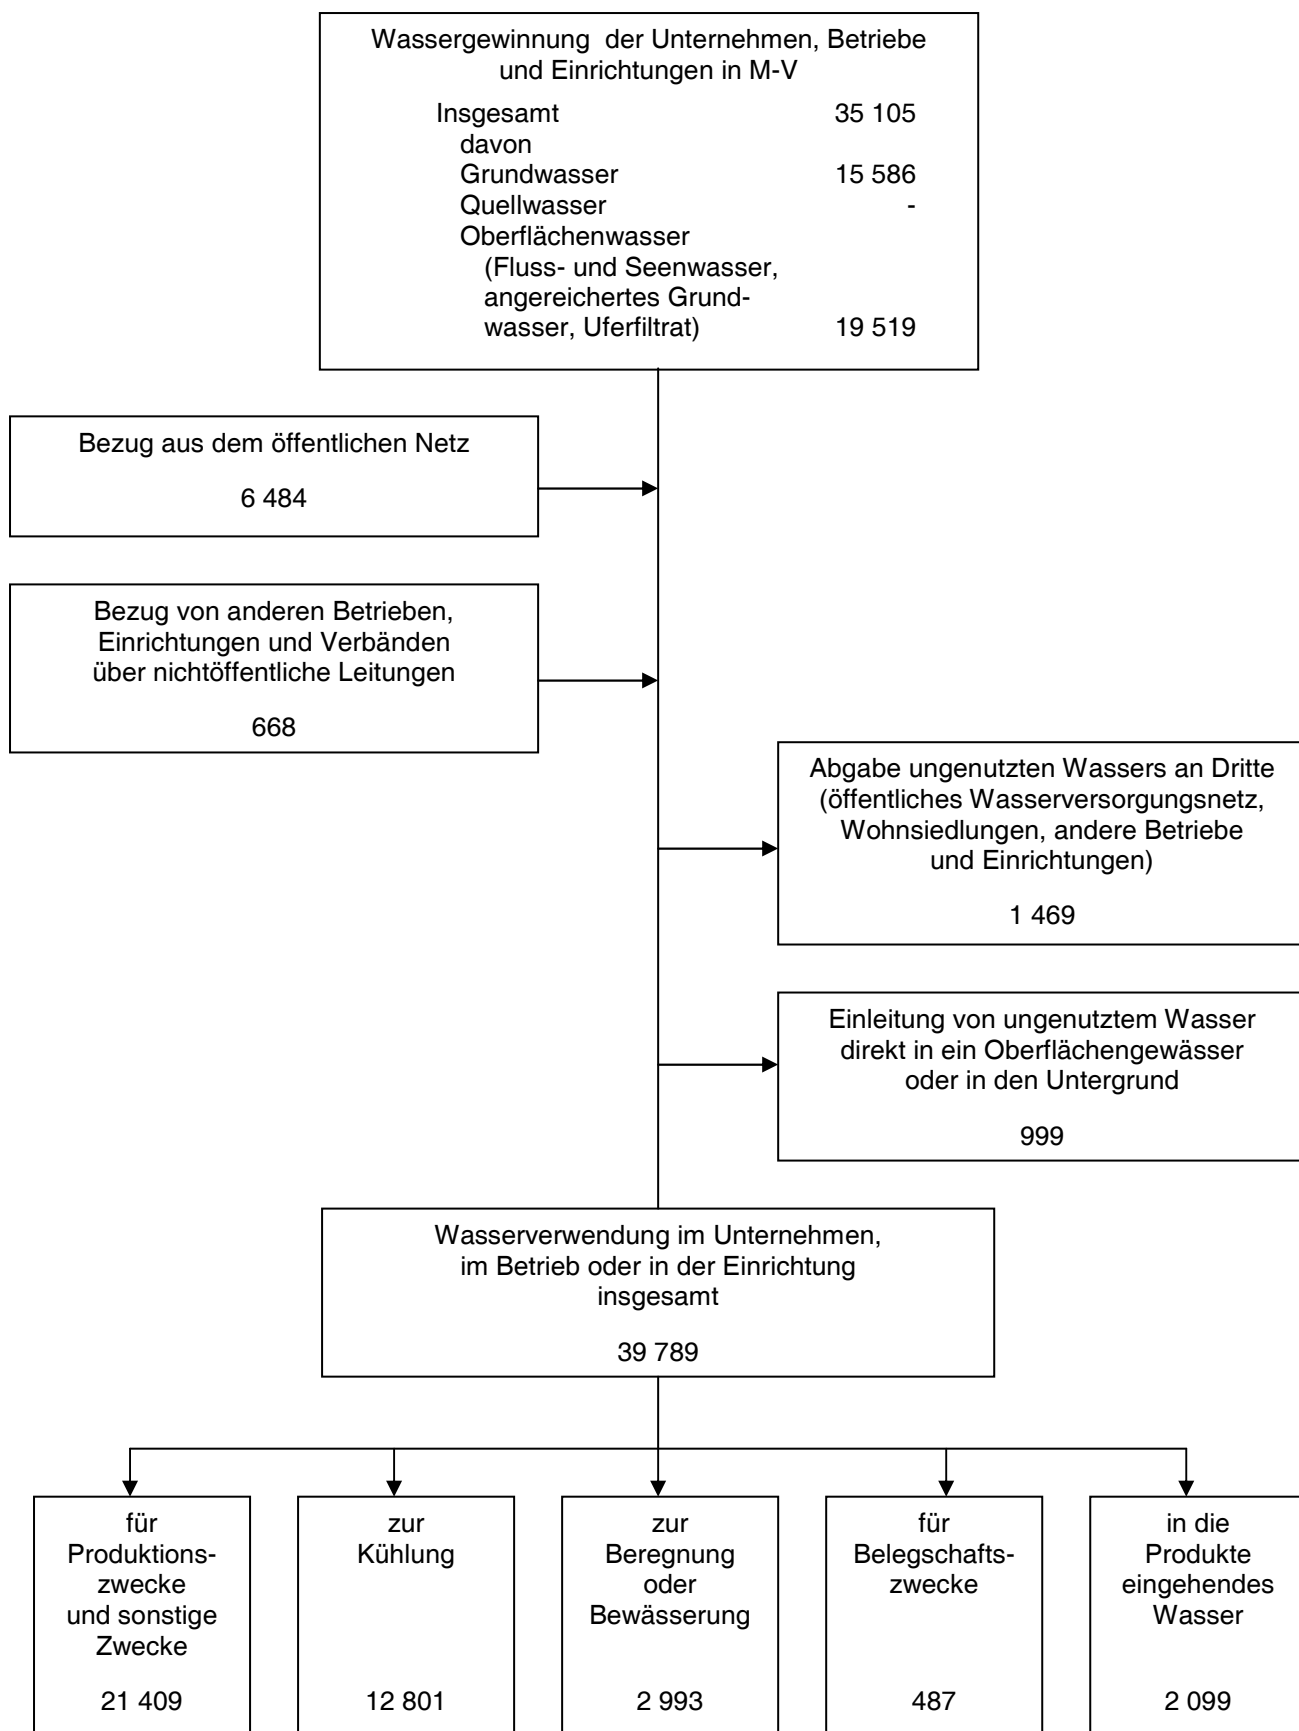 Wassergewinnung der Unternehmen, Betriebe
und Einrichtungen in M-V
Insgesamt 35 105
davon
Grundwasser 15 586
Quellwasser -
Oberflächenwasser
(Fluss- und Seenwasser,
angereichertes Grund-
wasser, Uferfiltrat) 19 519
Bezug aus dem öffentlichen Netz
6 484
Bezug von anderen Betrieben,
Einrichtungen und Verbänden
über nichtöffentliche Leitungen
668
Abgabe ungenutzten Wassers an Dritte
(öffentliches Wasserversorgungsnetz,
Wohnsiedlungen, andere Betriebe
und Einrichtungen)
1 469
Einleitung von ungenutztem Wasser
direkt in ein Oberflächengewässer
oder in den Untergrund
999
Wasserverwendung im Unternehmen,
im Betrieb oder in der Einrichtung
insgesamt
39 789
für
Produktions-
zwecke
und sonstige
Zwecke
21 409
zur
Kühlung
12 801
zur
Beregnung
oder
Bewässerung
2 993
für
Belegschafts-
zwecke
487
in die
Produkte
eingehendes
Wasser
2 099